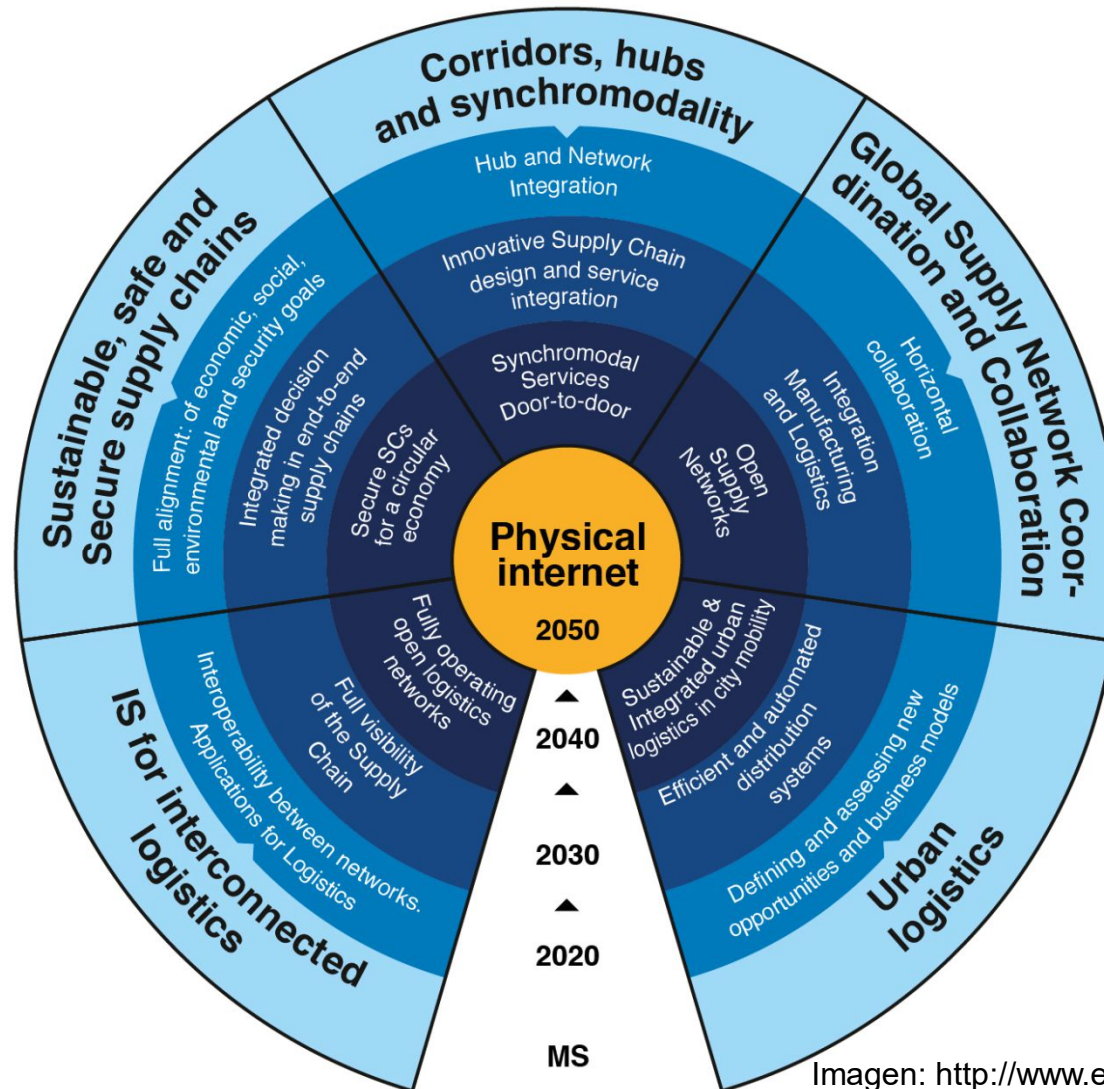 Corridors, hubs
and synchromodality
Hub and Network
Integration
Innovative Supply Chain
design and service
integration
Synchromodal
Services
Door-to-door
Global Supply Network Coor-
dination and Collaboration
Horizontal
collaboration
Integration
Manufacturing
and Logistics
Open
Supply
Networks
Urban
logistics
Defining and assessing new
opportunities and business models
Efficient and automated
distribution
systems
Sustainable &
Integrated urban
logistics in city mobility
IS for interconnected
logistics
Interoperability between networks.
Applications for Logistics
Full visibility
of the Supply
Chain
Fully operating
open logistics
networks
Sustainable, safe and
Secure supply chains
Full alignment: of economic, social,
environmental and security goals
Integrated decision
making in end-to-end
supply chains
Secure SCs
for a circular
economy
Physical
internet
2050
2040
2030
2020
MS
Imagen: http://www.e